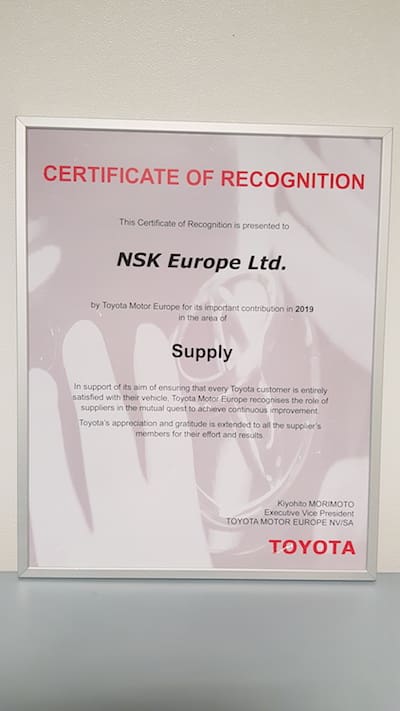 CERTIFICATE OF RECOGNITION
This Certificate of Recognition is presented to
NSK Europe Ltd.
by Toyota Motor Europe for its important contribution in 2019
in the area of
Supply
In support of its aim of ensuring that every Toyota customer is entirely
satisfied with their vehicle, Toyota Motor Europe recognises the role of
suppliers in the mutual quest to achieve continuous improvement.
Toyota's appreciation and gratitude is extended to all the supplier's
members for their effort and results
Kiyohito MORIMOTO
Executive Vice President
TOYOTA MOTOR EUROPE NV/SA
TOYOTA